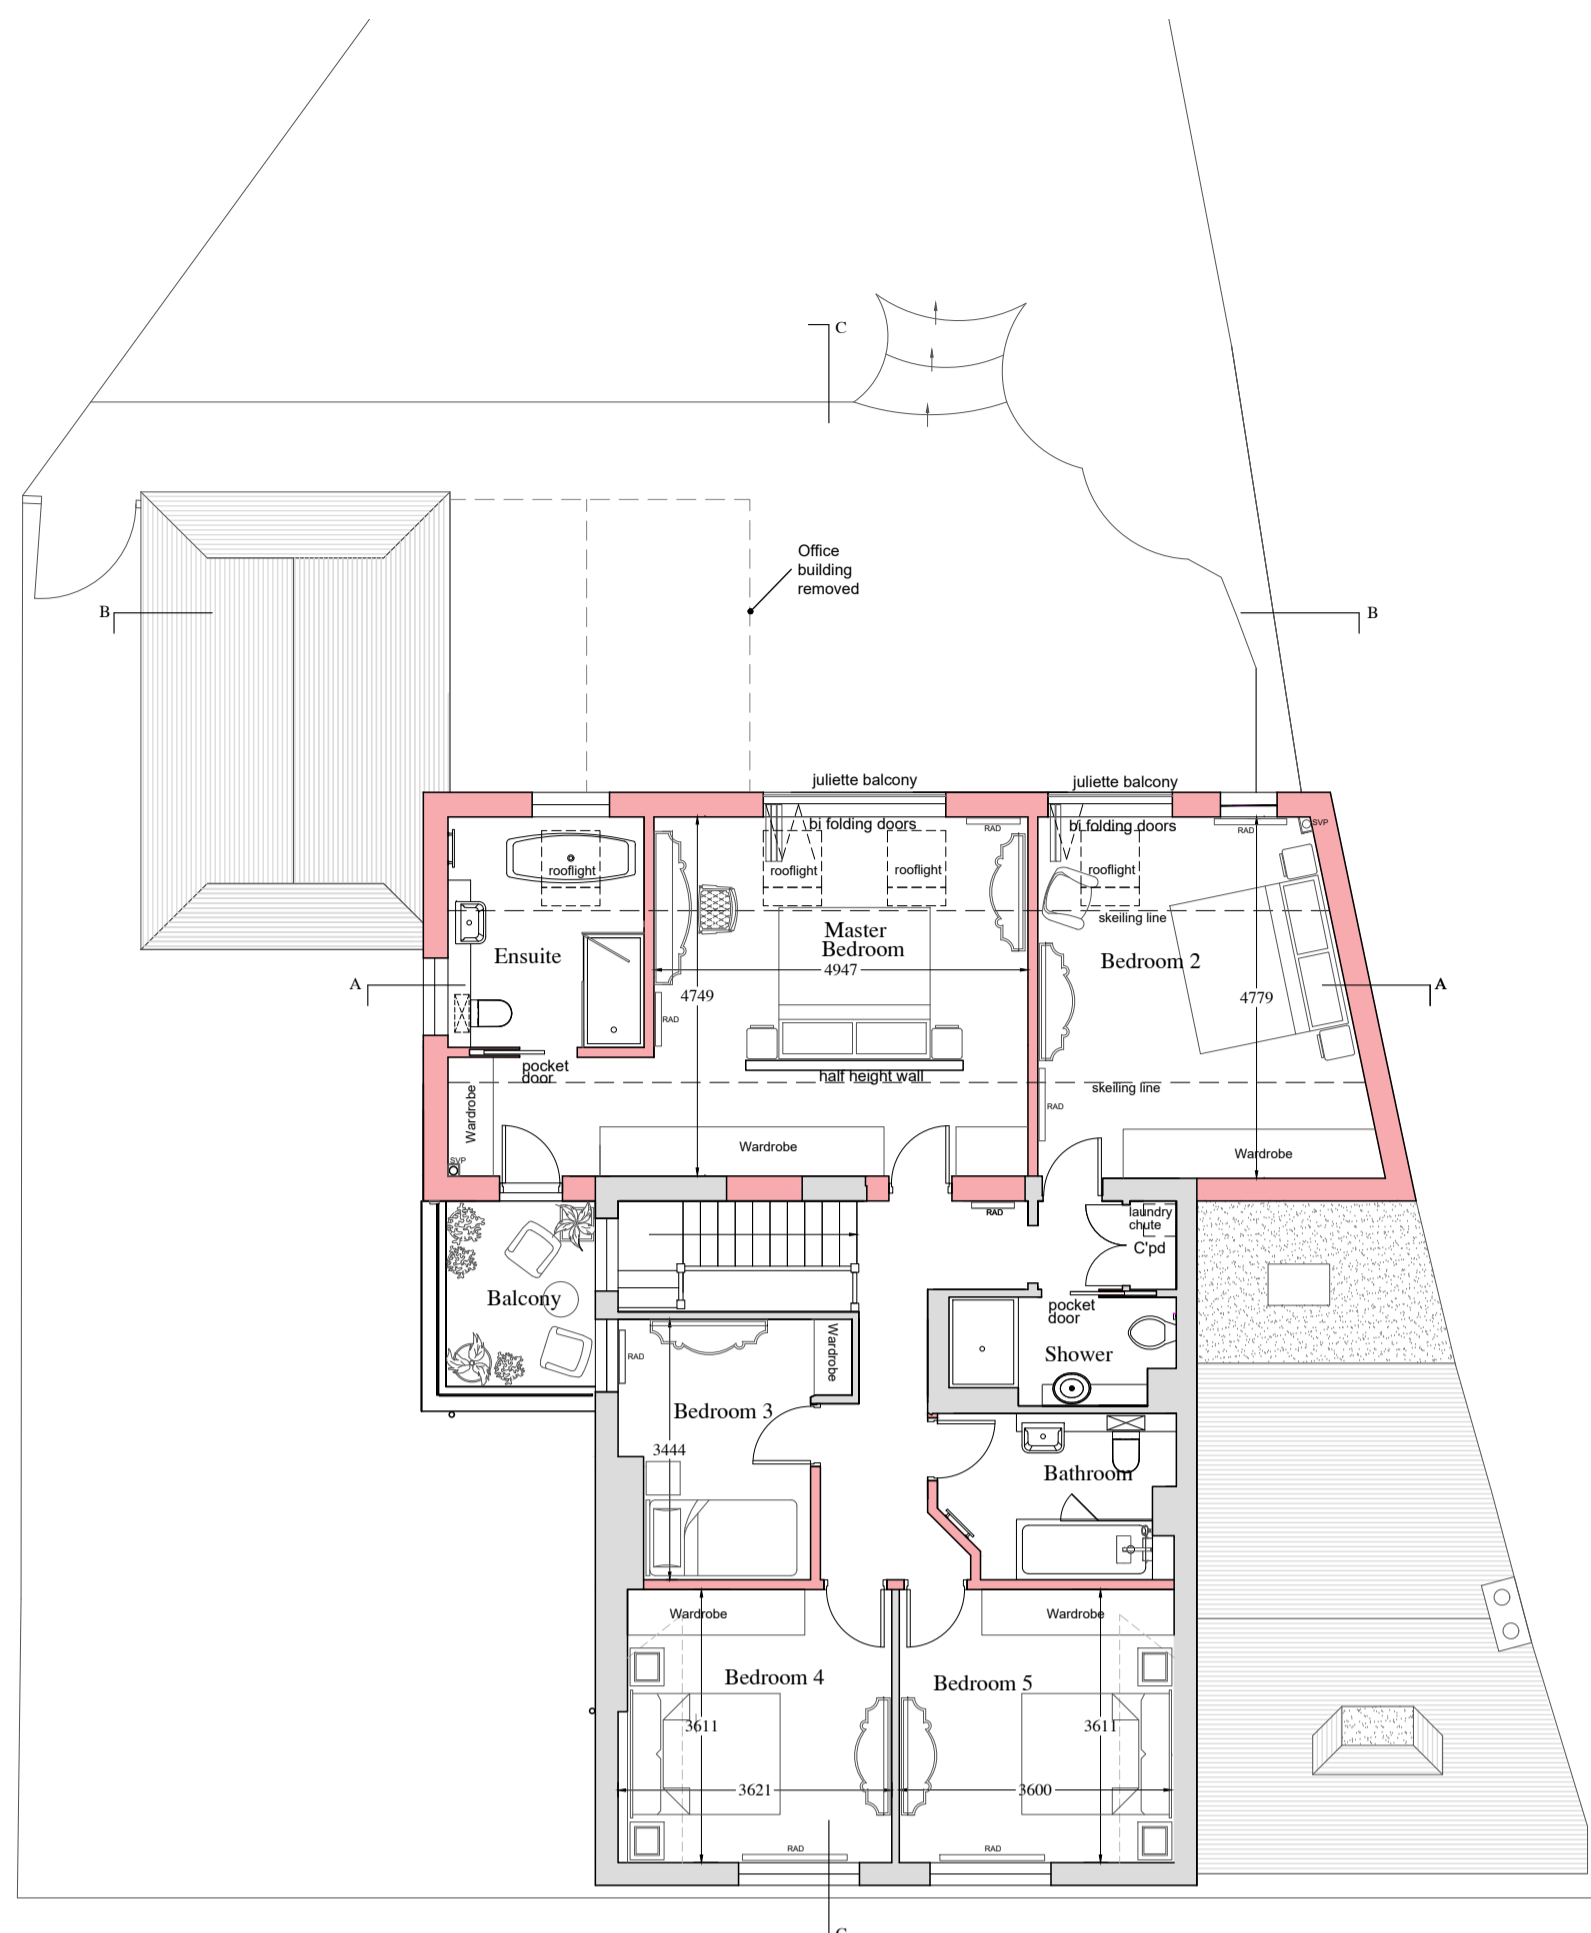 C
Office
building
removed
B
B
juliette balcony
juliette balcony
bi folding doors
RAD
bi folding doors
RAD
SVP
rooflight
rooflight
rooflight
rooflight
skeiling line
Master
Bedroom
Ensuite
Bedroom 2
4947
A
A
4749
4779
RAD
pocket
door
half height wall
skeiling line
Wardrobe
RAD
Wardrobe
Wardrobe
SVP
RAD
laundry
chute
C'pd
Balcony
pocket
door
Shower
RAD
Wardrobe
Bedroom 3
3444
Bathroom
Wardrobe
Wardrobe
Bedroom 4
Bedroom 5
3611
3611
3621
3600
RAD
RAD